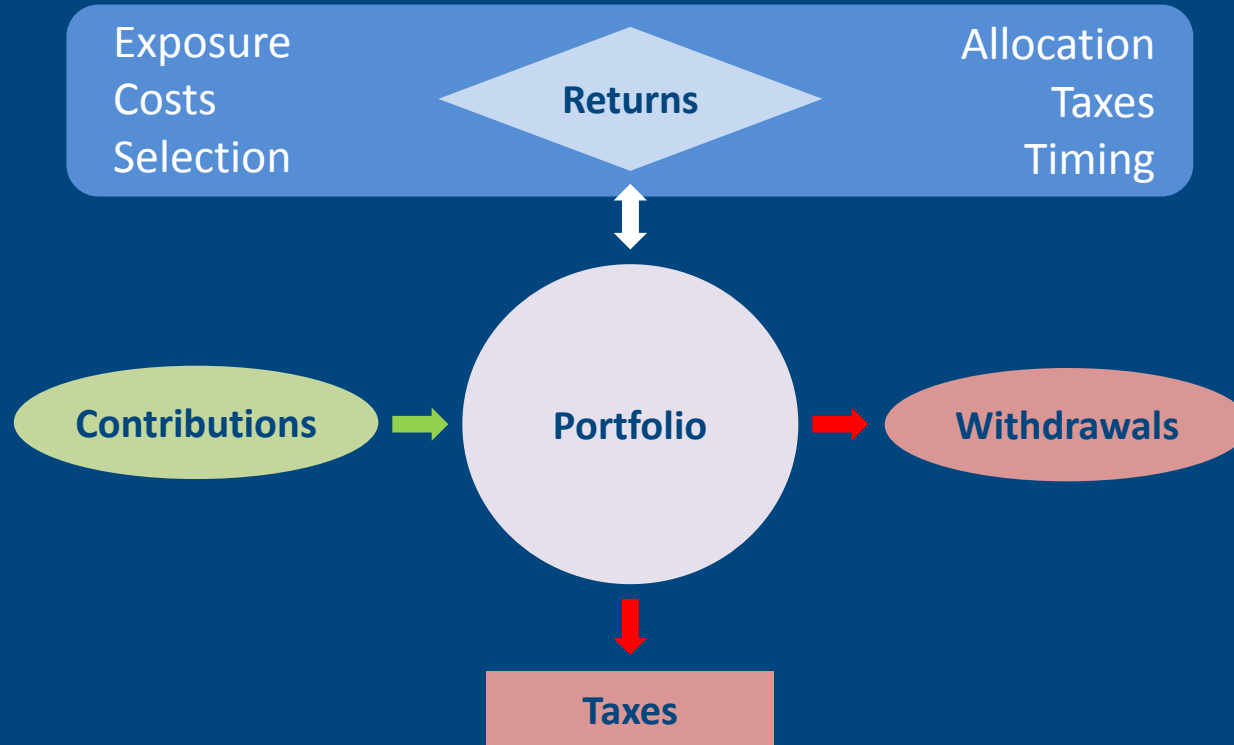 Exposure
Costs
Selection
Returns
Allocation
Taxes
Timing
Contributions
Portfolio
Withdrawals
Taxes